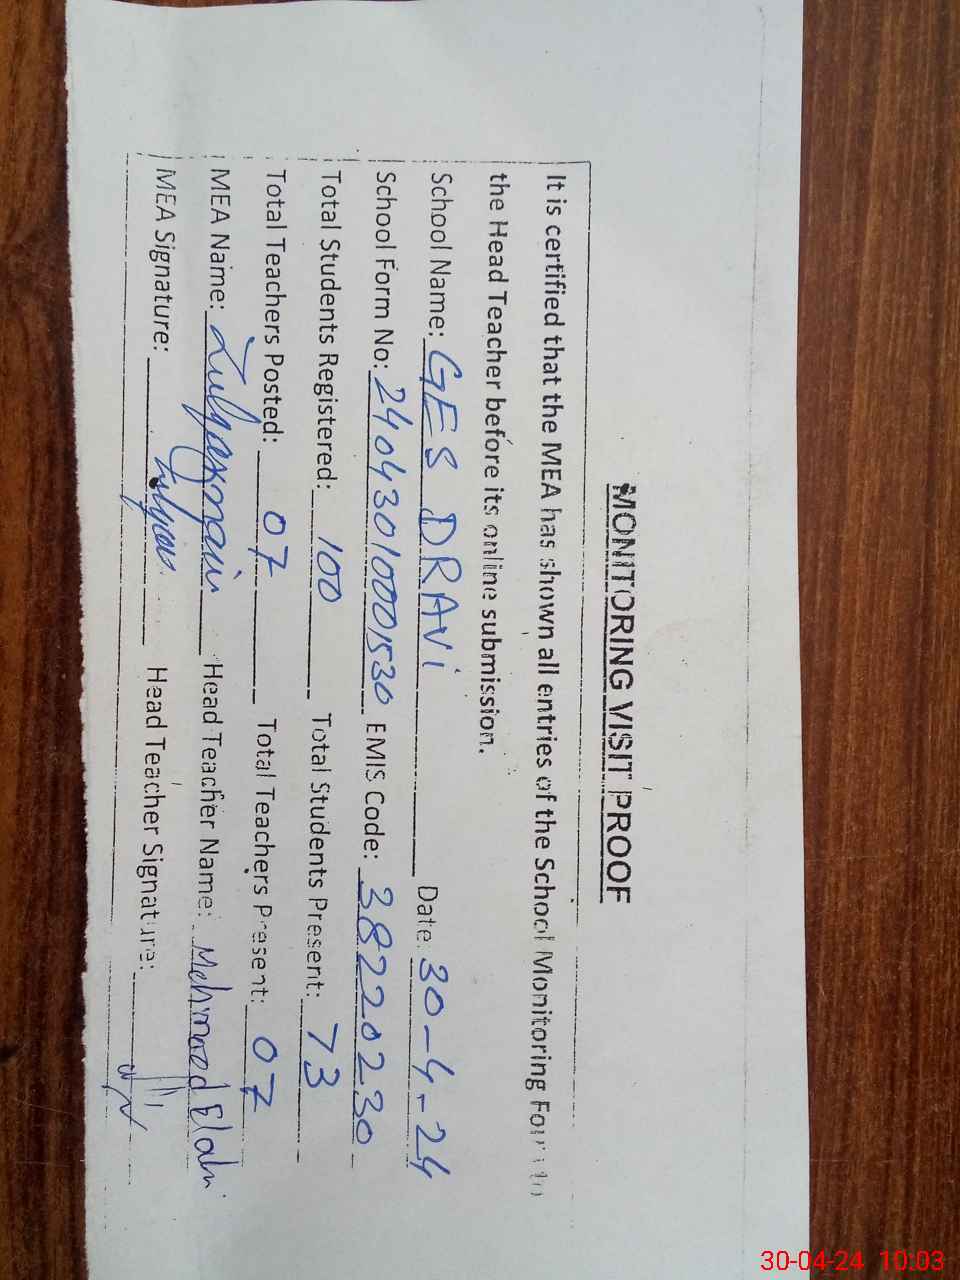 MONITORING VISIT PROOF
It is certified that the MEA has shown all entries of the School Monitoring Form to
the Head Teacher before its online submission.
School Name: GES DRAVi Date: 30-4-24
School Form No: 24043010001530 EMIS Code: 38220230
Total Students Registered: 100 Total Students Present: 73
Total Teachers Posted: 07 Total Teachers Present: 07
MEA Name: Zulqarnain Head Teacher Name: Mehmood Elahi
MEA Signature: Head Teacher Signature:
30-04-24 10:03